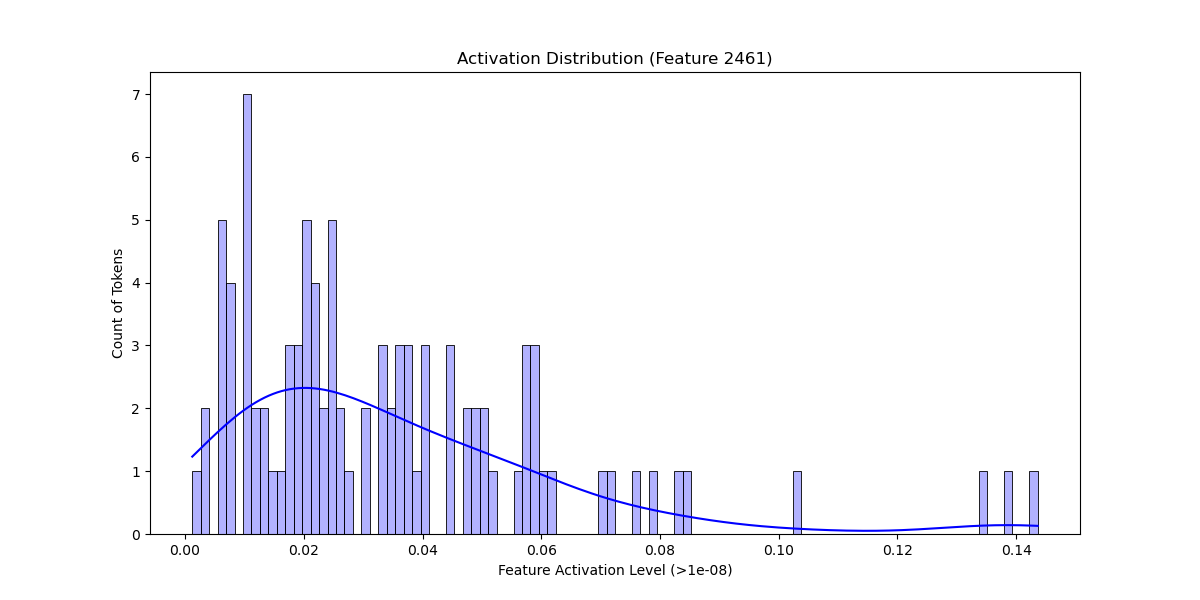 Activation Distribution (Feature 2461)
7
6
5
4
3
2
1
0
Count of Tokens
0.00 0.02 0.04 0.06 0.08 0.10 0.12 0.14
Feature Activation Level (>1e-08)